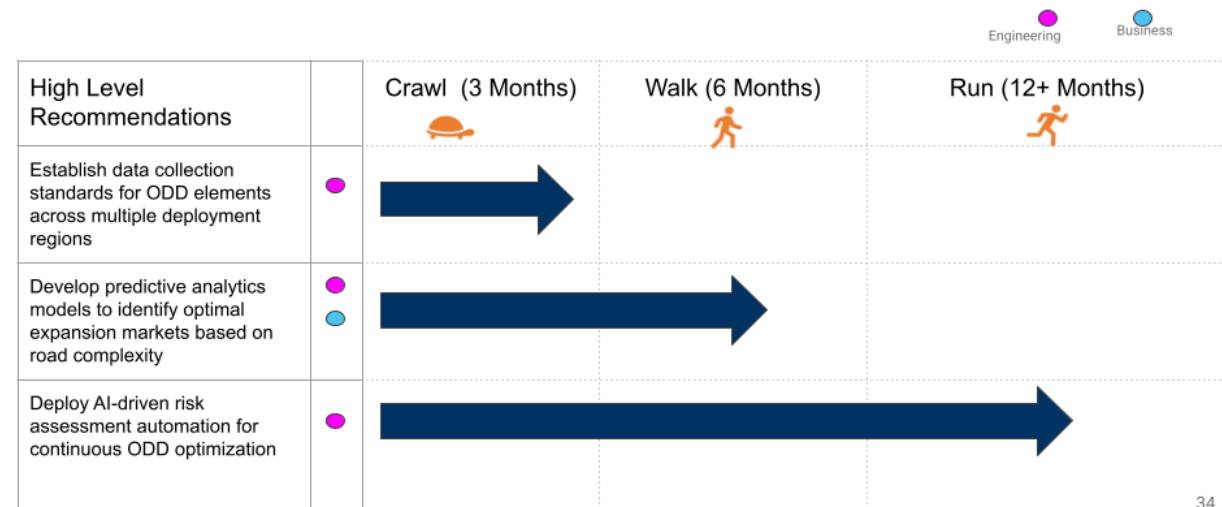 Engineering
Business
High Level
Recommendations
Crawl  (3 Months)
Walk (6 Months)
Run (12+ Months)
Establish data collection
standards for ODD elements
across multiple deployment
regions
Develop predictive analytics
models to identify optimal
expansion markets based on
road complexity
Deploy AI-driven risk
assessment automation for
continuous ODD optimization
34